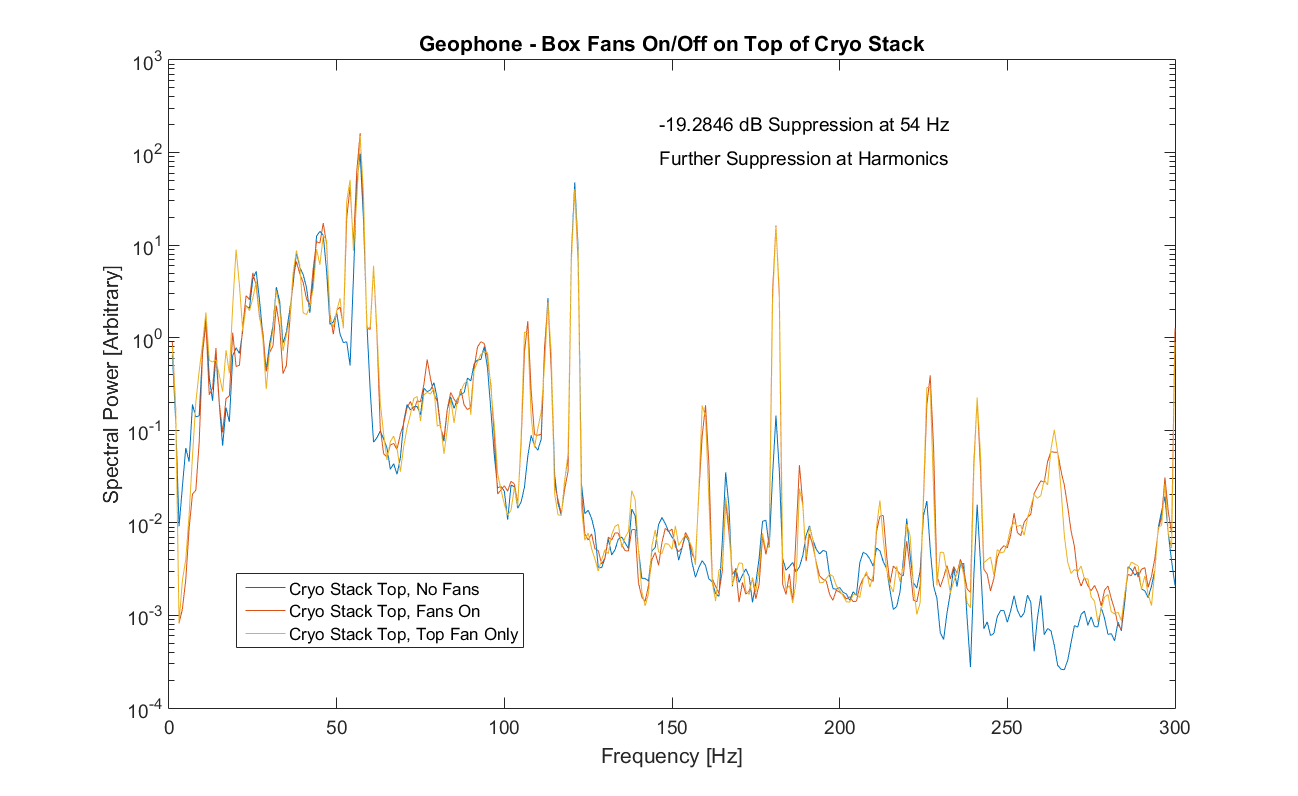 Geophone - Box Fans On/Off on Top of Cryo Stack
-19.2846 dB Suppression at 54 Hz
Further Suppression at Harmonics
Spectral Power [Arbitrary]
10^3
10^2
10^1
10^0
10^-1
10^-2
10^-3
10^-4
Cryo Stack Top, No Fans
Cryo Stack Top, Fans On
Cryo Stack Top, Top Fan Only
0 50 100 150 200 250 300
Frequency [Hz]